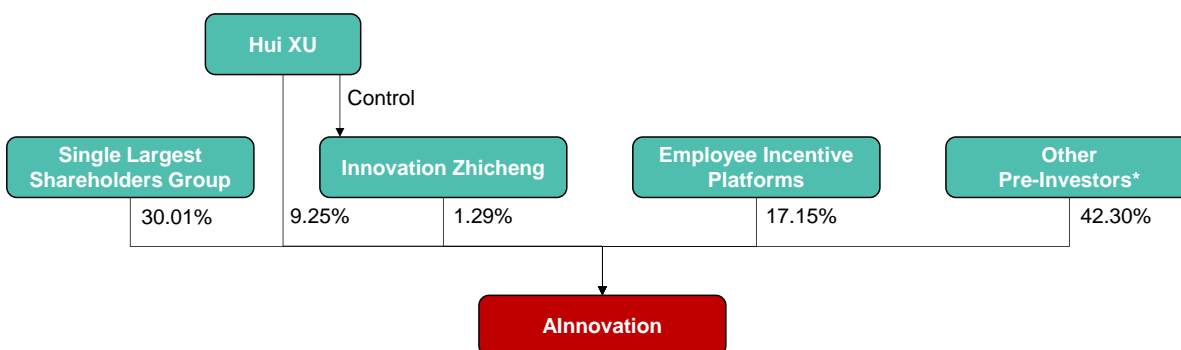 Hui XU
Control
Single Largest
Shareholders Group
Innovation Zhicheng
Employee Incentive
Platforms
Other
Pre-Investors*
30.01%
9.25%
1.29%
17.15%
42.30%
AInnovation